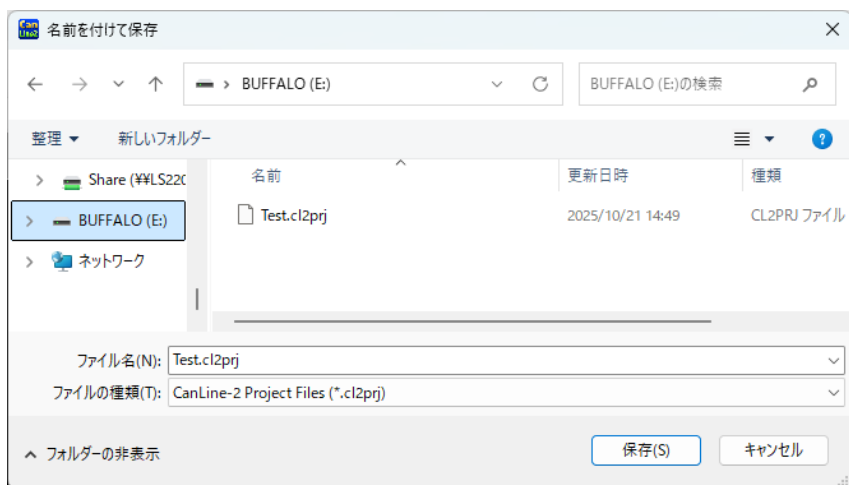 Can
Line2
名前を付けて保存
BUFFALO (E:)
BUFFALO (E:)の検索
整理
新しいフォルダー
名前
更新日時
種類
Share (¥¥LS220
BUFFALO (E:)
ネットワーク
Test.cl2prj
2025/10/21 14:49
CL2PRJ ファイル
ファイル名(N):
Test.cl2prj
ファイルの種類(T):
CanLine-2 Project Files (*.cl2prj)
フォルダーの非表示
保存(S)
キャンセル